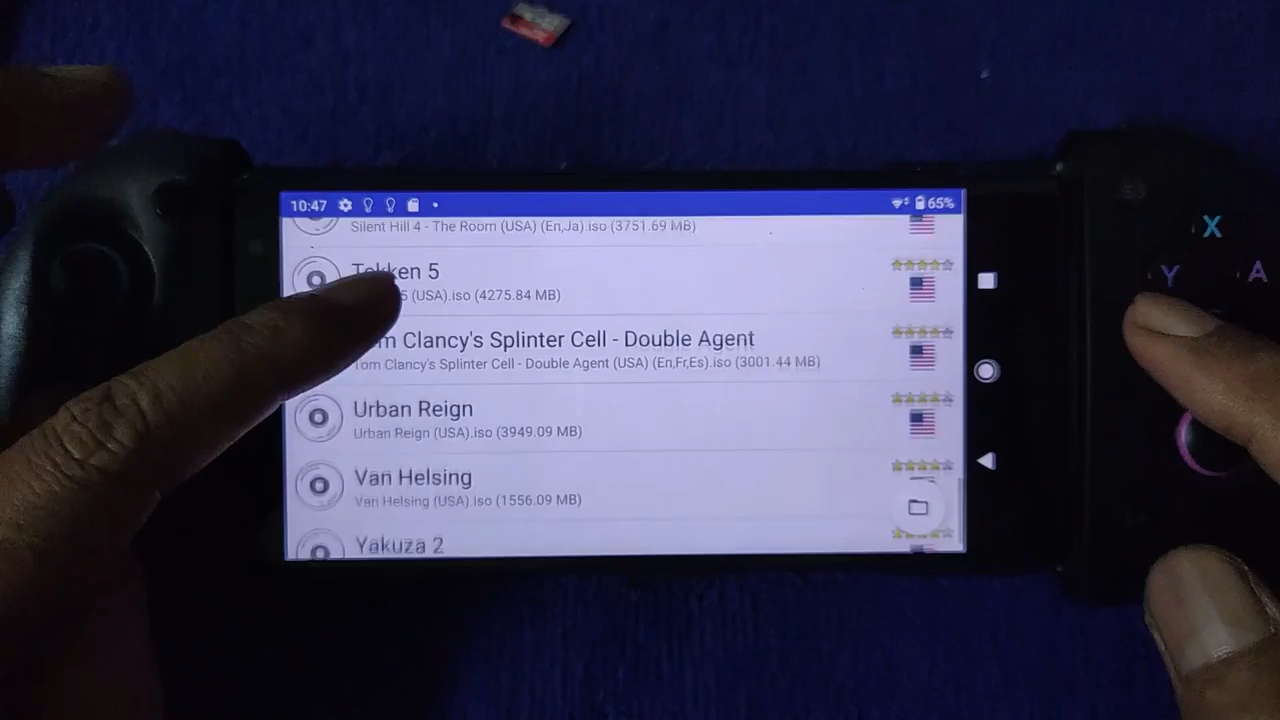 10:47 65%
Silent Hill 4 - The Room (USA) (En,Ja).iso (3751.69 MB)
Tekken 5
5 (USA).iso (4275.84 MB)
Tom Clancy's Splinter Cell - Double Agent
Tom Clancy's Splinter Cell - Double Agent (USA) (En,Fr,Es).iso (3001.44 MB)
Urban Reign
Urban Reign (USA).iso (3949.09 MB)
Van Helsing
Van Helsing (USA).iso (1556.09 MB)
Yakuza 2
X
Y
A